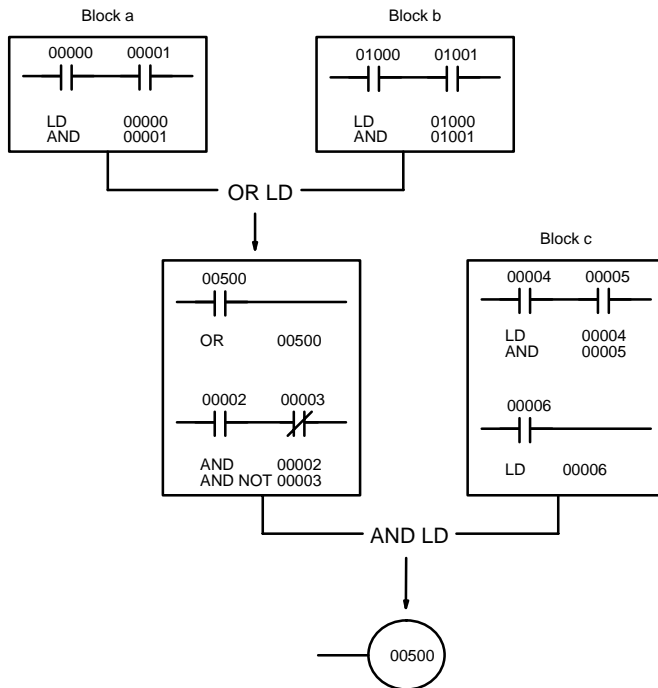 Block a
00000 00001
LD 00000
AND 00001
Block b
01000 01001
LD 01000
AND 01001
OR LD
00500
OR 00500
00002 00003
AND 00002
AND NOT 00003
Block c
00004 00005
LD 00004
AND 00005
00006
LD 00006
AND LD
00500